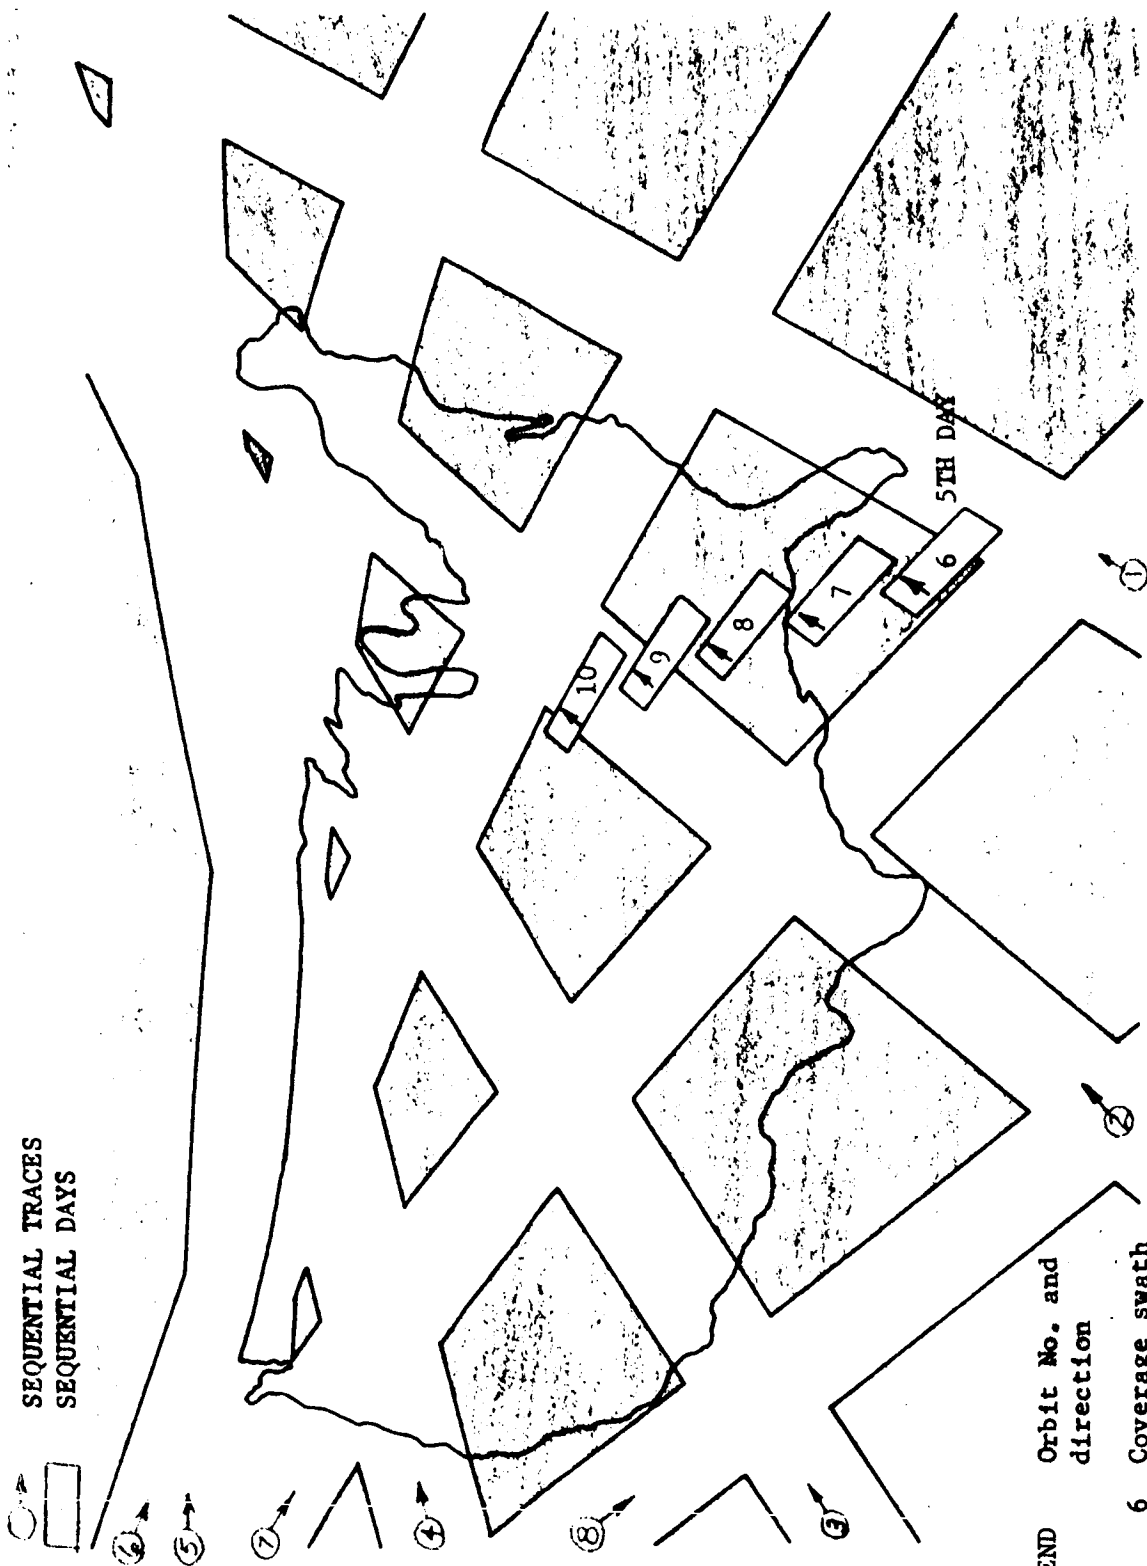 SEQUENTIAL TRACES
SEQUENTIAL DAYS
6
5
7
4
8
3
2
1
10
9
8
7
6
5TH DAY
END
Orbit No. and
direction
6 Coverage swath